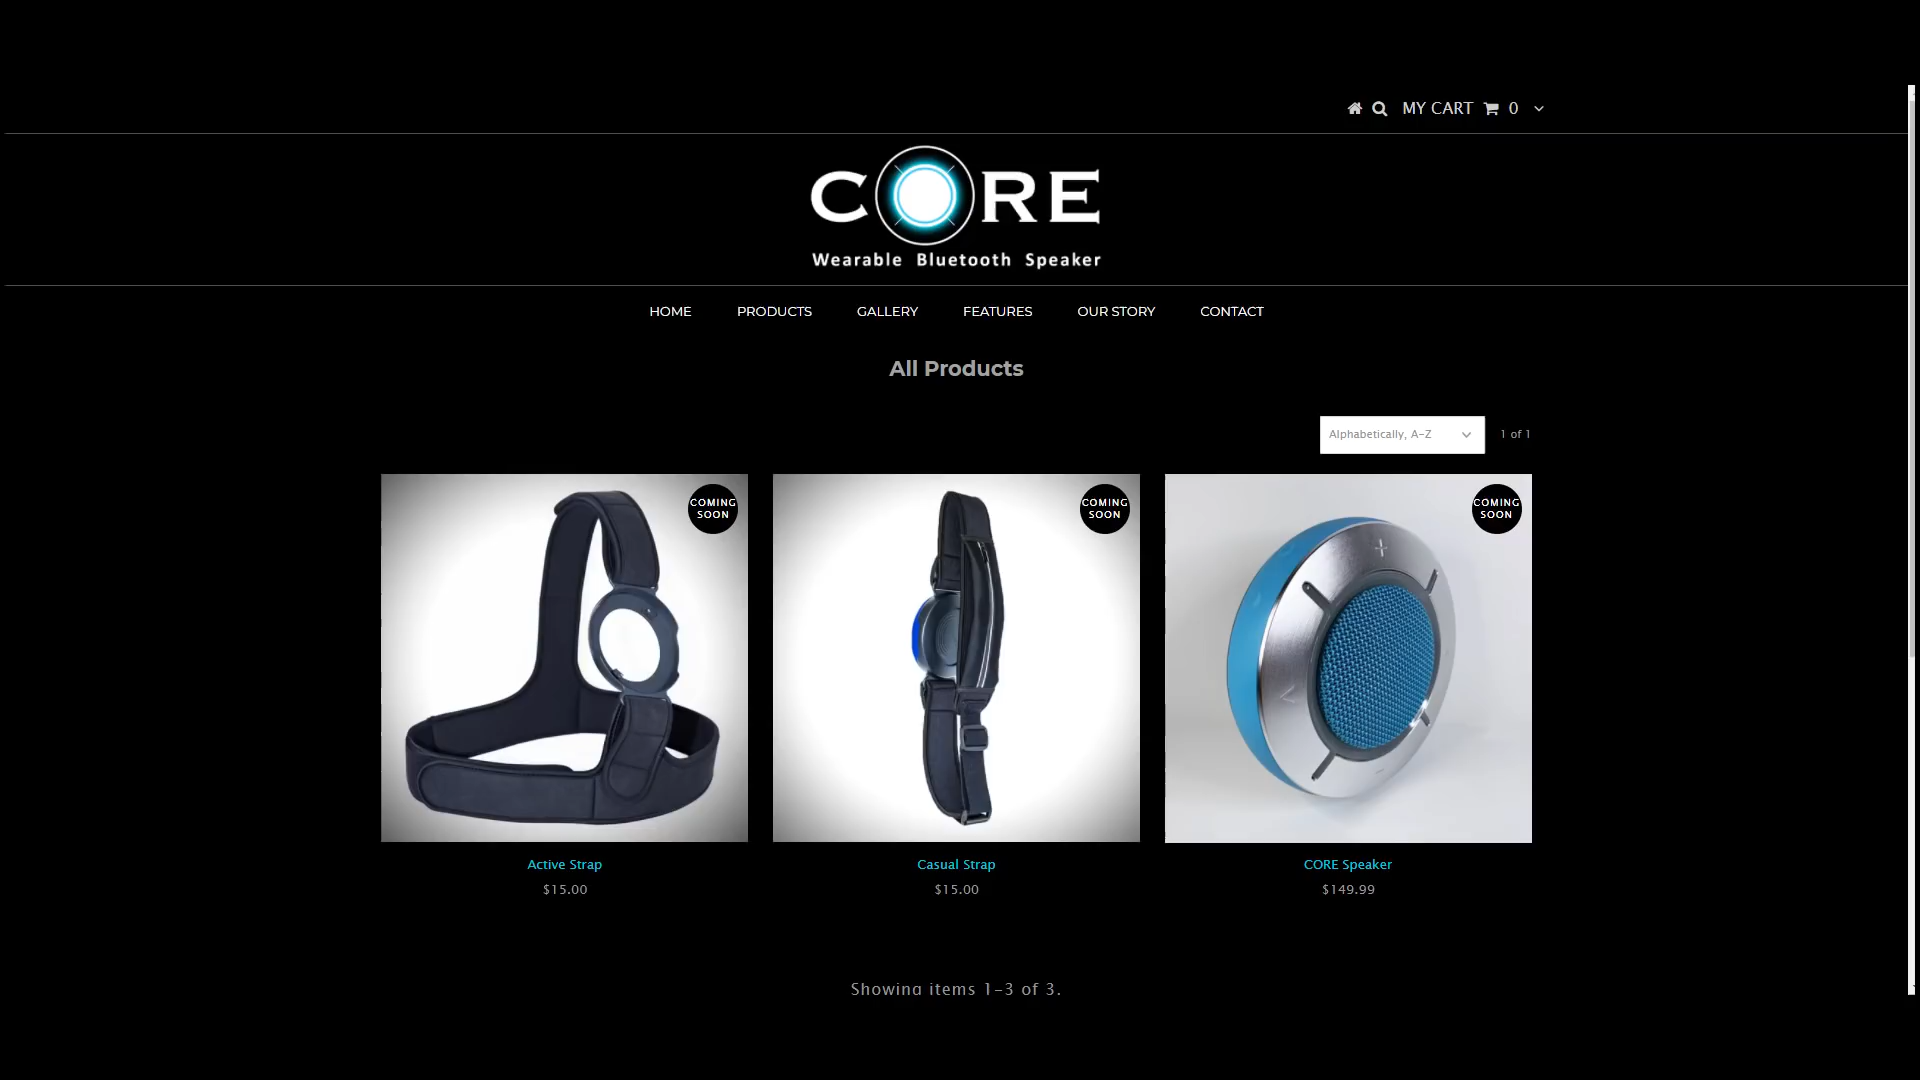 MY CART 0
CORE
Wearable Bluetooth Speaker
HOME PRODUCTS GALLERY FEATURES OUR STORY CONTACT
All Products
Alphabetically, A-Z 1 of 1
COMING
SOON
COMING
SOON
COMING
SOON
Active Strap
$15.00
Casual Strap
$15.00
CORE Speaker
$149.99
Showing items 1-3 of 3.